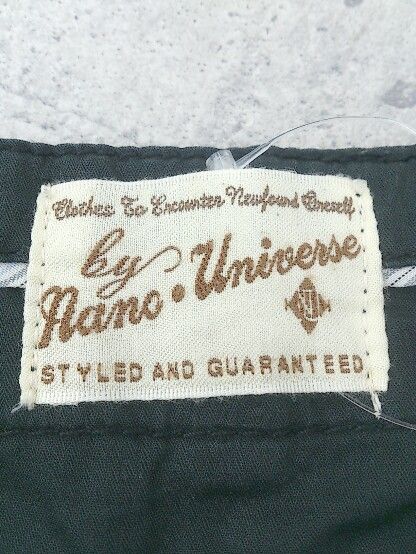 Clothes To Encounter Newfound Oneself
by
Nano・Universe
STYLED AND GUARANTEED